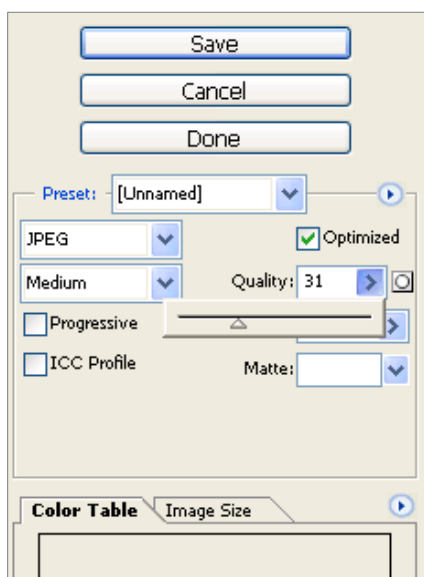 Save
Cancel
Done
Preset: [Unnamed]
JPEG Optimized
Medium Quality: 31
Progressive
ICC Profile Matte:
Color Table Image Size